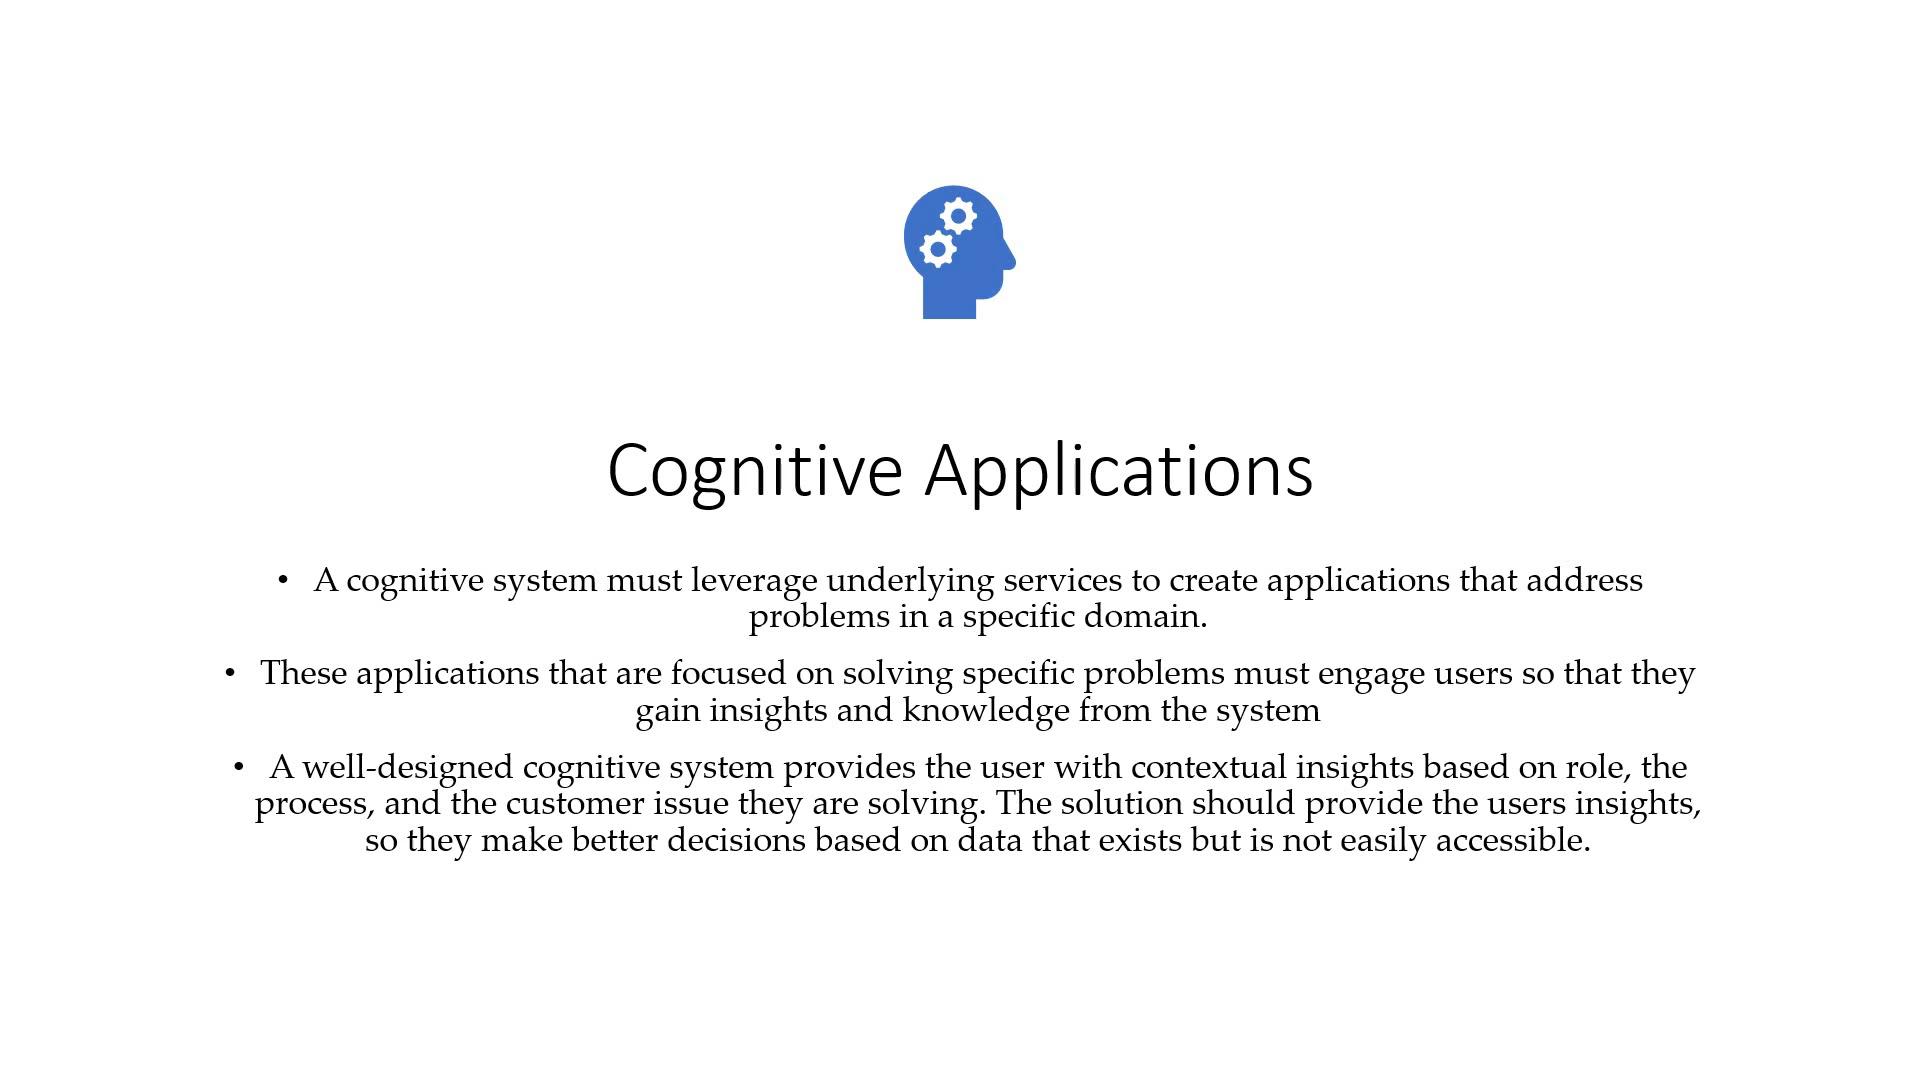 Cognitive Applications
• A cognitive system must leverage underlying services to create applications that address
problems in a specific domain.
• These applications that are focused on solving specific problems must engage users so that they
gain insights and knowledge from the system
• A well-designed cognitive system provides the user with contextual insights based on role, the
process, and the customer issue they are solving. The solution should provide the users insights,
so they make better decisions based on data that exists but is not easily accessible.